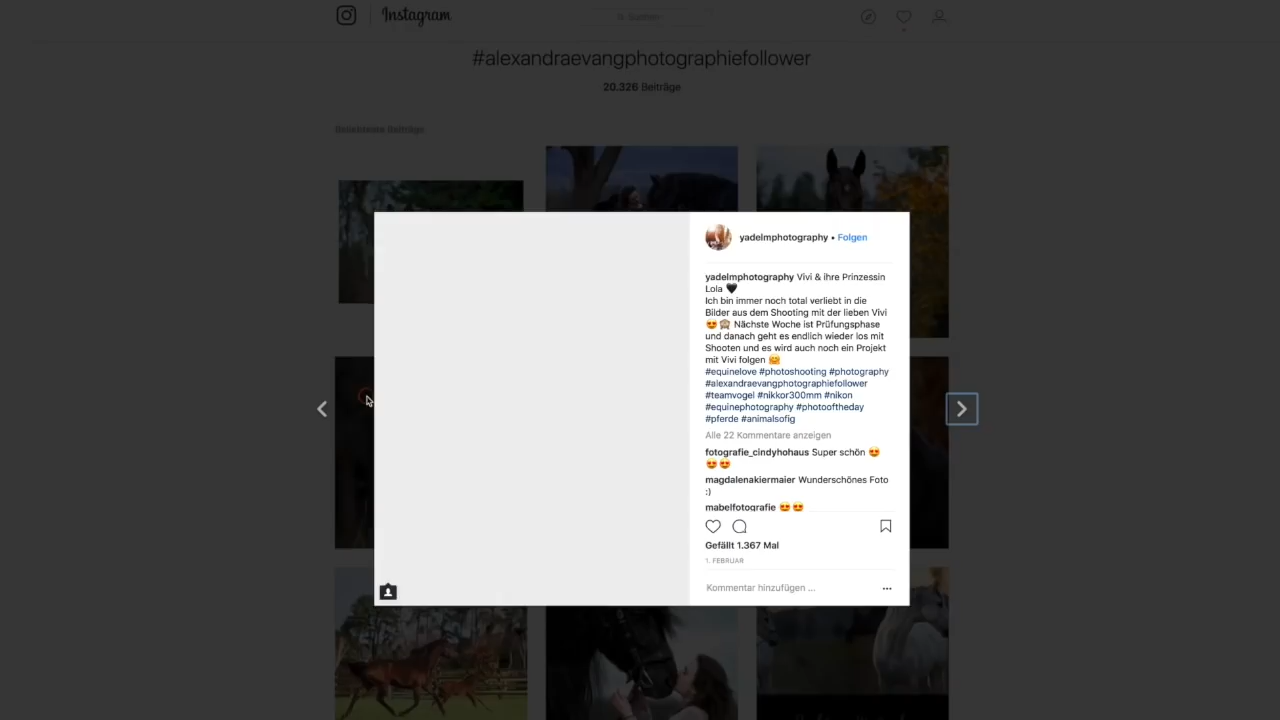 Instagram
Suchen
#alexandraevangphotographiefollower
20.326 Beiträge
Beliebteste Beiträge
yadelmphotography • Folgen
yadelmphotography Vivi & ihre Prinzessin
Lola 🖤
Ich bin immer noch total verliebt in die
Bilder aus dem Shooting mit der lieben Vivi
😍🙈 Nächste Woche ist Prüfungsphase
und danach geht es endlich wieder los mit
Shooten und es wird auch noch ein Projekt
mit Vivi folgen 🤗
#equinelove #photoshooting #photography
#alexandraevangphotographiefollower
#teamvogel #nikkor300mm #nikon
#equinephotography #photooftheday
#pferde #animalsofig
Alle 22 Kommentare anzeigen
fotografie_cindyhohaus Super schön 😍
😍😍
magdalenakiermaier Wunderschönes Foto
:)
mabelfotografie 😍😍
Gefällt 1.367 Mal
1. FEBRUAR
Kommentar hinzufügen ...